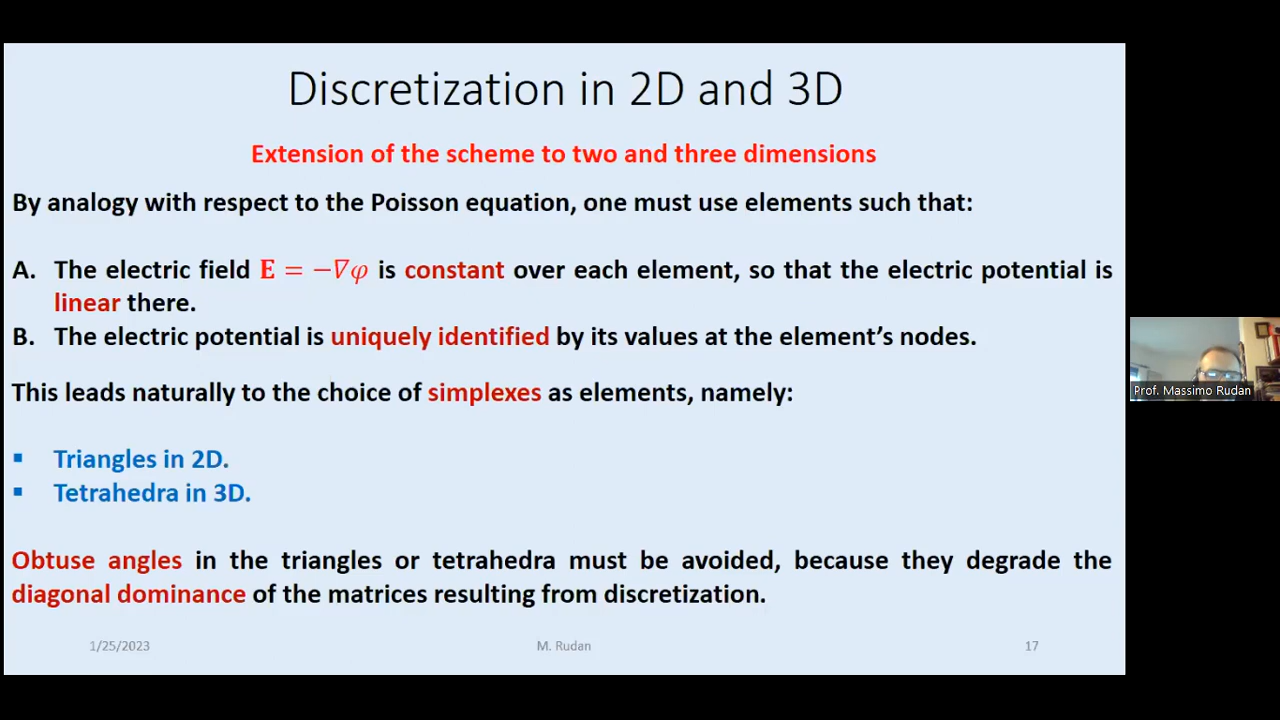 Discretization in 2D and 3D
Extension of the scheme to two and three dimensions
By analogy with respect to the Poisson equation, one must use elements such that:
A. The electric field E = −∇φ is constant over each element, so that the electric potential is
linear there.
B. The electric potential is uniquely identified by its values at the element’s nodes.
This leads naturally to the choice of simplexes as elements, namely:
▪ Triangles in 2D.
▪ Tetrahedra in 3D.
Obtuse angles in the triangles or tetrahedra must be avoided, because they degrade the
diagonal dominance of the matrices resulting from discretization.
1/25/2023 M. Rudan 17
Prof. Massimo Rudan